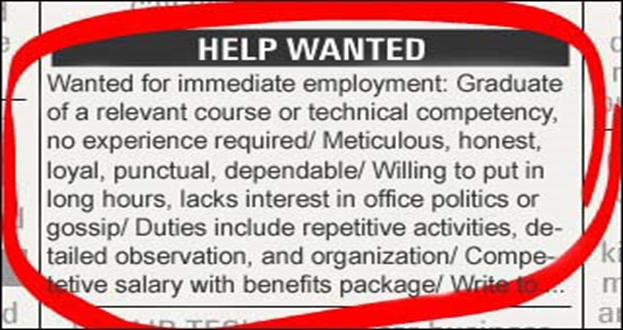 HELP WANTED
Wanted for immediate employment: Graduate
of a relevant course or technical competency,
no experience required/ Meticulous, honest,
loyal, punctual, dependable/ Willing to put in
long hours, lacks interest in office politics or
gossip/ Duties include repetitive activities, de-
tailed observation, and organization/ Compe-
tetive salary with benefits package/ Write to ...